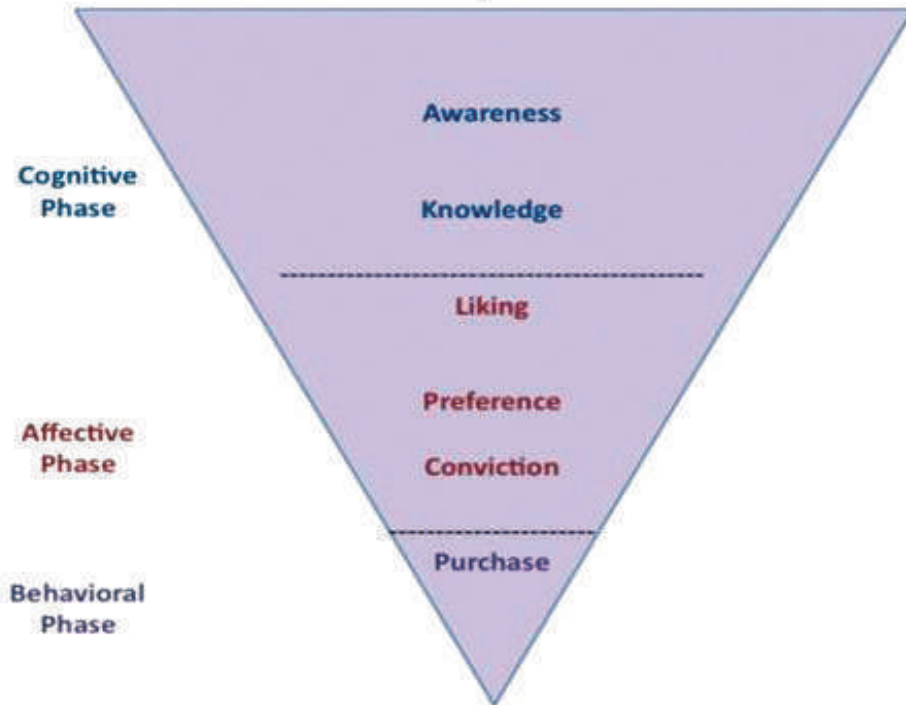 Awareness
Cognitive
Phase
Knowledge
Liking
Preference
Affective
Phase
Conviction
Purchase
Behavioral
Phase